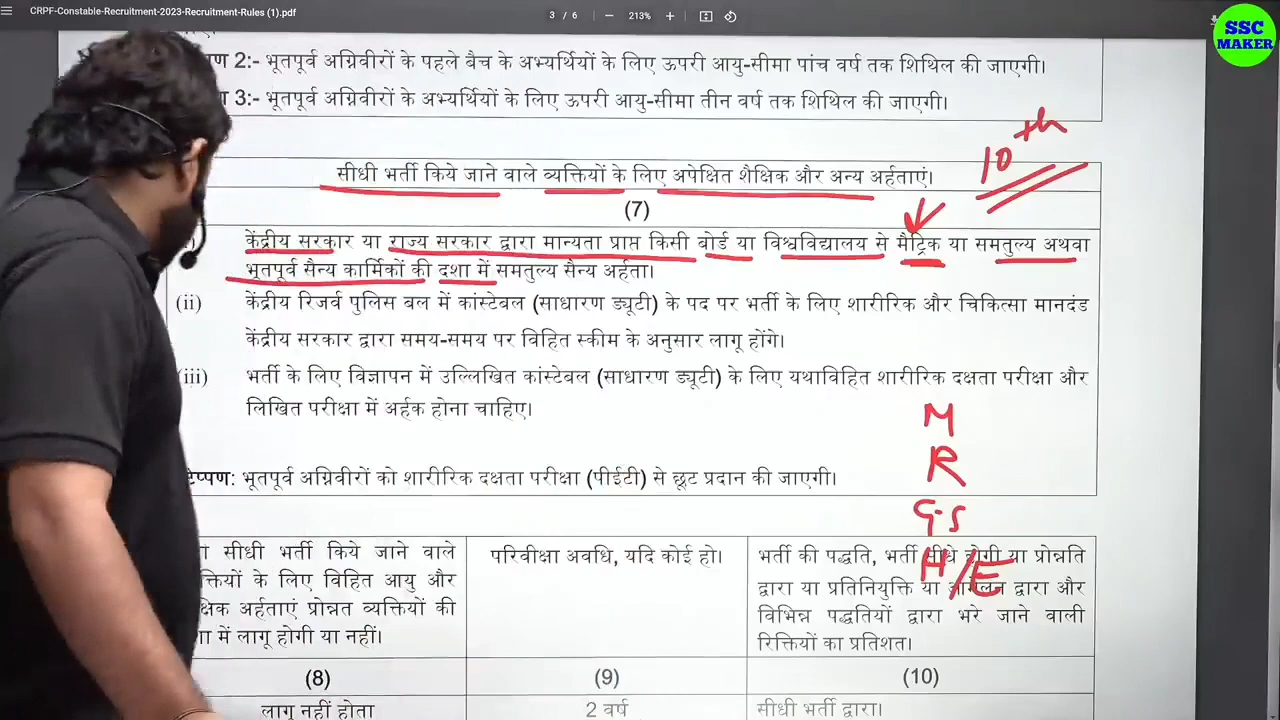 CRPF-Constable-Recruitment-2023-Recruitment-Rules (1).pdf
3 / 6
213%
SSC
MAKER
2:- भूतपूर्व अग्निवीरों के पहले बैच के अभ्यर्थियों के लिए ऊपरी आयु-सीमा पांच वर्ष तक शिथिल की जाएगी।
3:- भूतपूर्व अग्निवीरों के अभ्यर्थियों के लिए ऊपरी आयु-सीमा तीन वर्ष तक शिथिल की जाएगी।
10th
सीधी भर्ती किये जाने वाले व्यक्तियों के लिए अपेक्षित शैक्षिक और अन्य अर्हताएं।
(7)
केंद्रीय सरकार या राज्य सरकार द्वारा मान्यता प्राप्त किसी बोर्ड या विश्वविद्यालय से मैट्रिक या समतुल्य अथवा
भूतपूर्व सैन्य कार्मिकों की दशा में समतुल्य सैन्य अर्हता।
(ii) केंद्रीय रिजर्व पुलिस बल में कांस्टेबल (साधारण ड्यूटी) के पद पर भर्ती के लिए शारीरिक और चिकित्सा मानदंड
केंद्रीय सरकार द्वारा समय-समय पर विहित स्कीम के अनुसार लागू होंगे।
(iii) भर्ती के लिए विज्ञापन में उल्लिखित कांस्टेबल (साधारण ड्यूटी) के लिए यथाविहित शारीरिक दक्षता परीक्षा और
लिखित परीक्षा में अर्हक होना चाहिए।
M
R
भूतपूर्व अग्निवीरों को शारीरिक दक्षता परीक्षा (पीईटी) से छूट प्रदान की जाएगी।
G.S
H/E
सीधी भर्ती किये जाने वाले
के लिए विहित आयु और
अर्हताएं प्रोन्नत व्यक्तियों की
में लागू होगी या नहीं।
परिवीक्षा अवधि, यदि कोई हो।
भर्ती की पद्धति, भर्ती सीधे होगी या प्रोन्नति
द्वारा या प्रतिनियुक्ति या आमेलन द्वारा और
विभिन्न पद्धतियों द्वारा भरे जाने वाली
रिक्तियों का प्रतिशत।
(8)
(9)
(10)
लागू नहीं होता
2 वर्ष
सीधी भर्ती द्वारा।